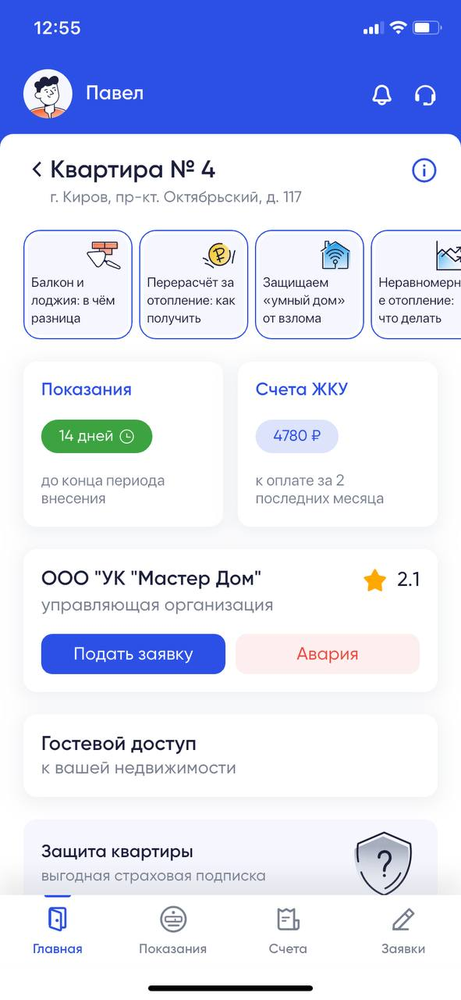 12:55
Павел
Квартира № 4
г. Киров, пр-кт. Октябрьский, д. 117
Балкон и
лоджия: в чём
разница
Перерасчёт за
отопление: как
получить
Защищаем
«умный дом»
от взлома
Неравномерн
е отопление:
что делать
Показания
14 дней
до конца периода
внесения
Счета ЖКУ
4780 ₽
к оплате за 2
последних месяца
ООО "УК "Мастер Дом"
2.1
управляющая организация
Подать заявку
Авария
Гостевой доступ
к вашей недвижимости
Защита квартиры
выгодная страховая подписка
?
Главная
Показания
Счета
Заявки